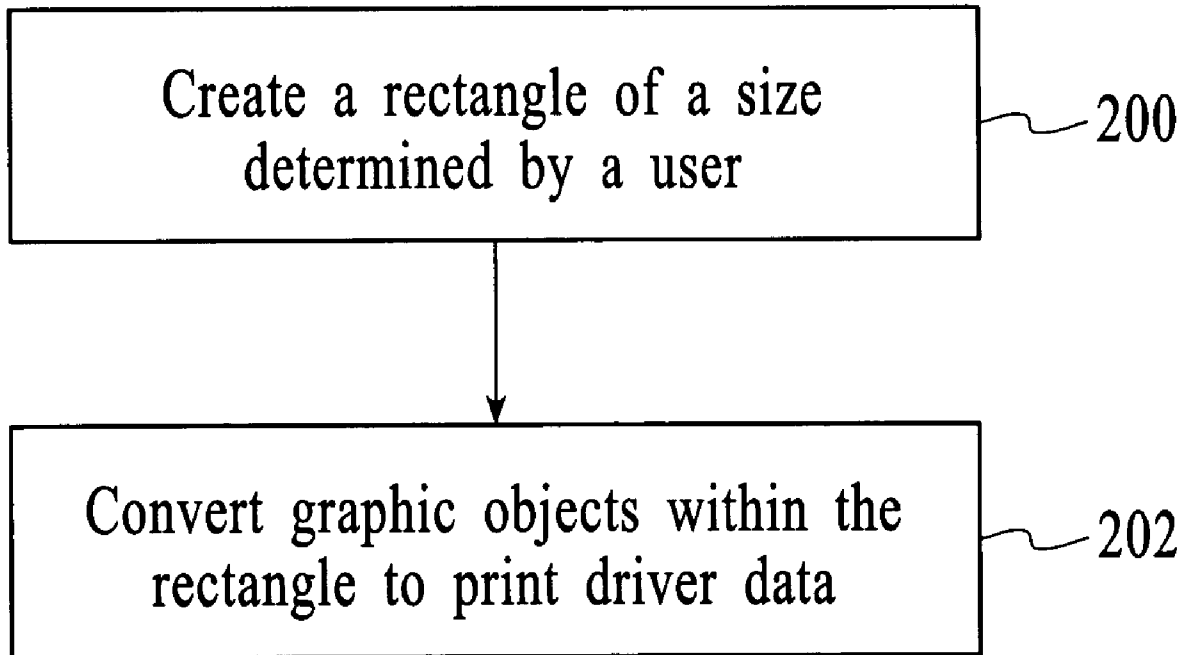 Create a rectangle of a size
determined by a user
200
Convert graphic objects within the
rectangle to print driver data
202